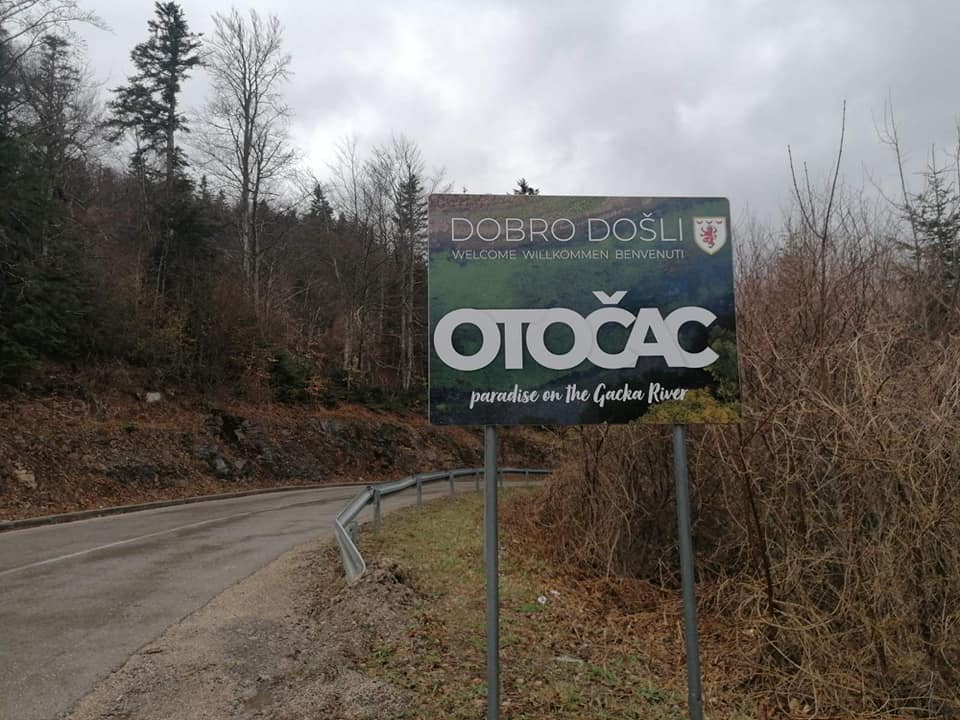 DOBRO DOŠLI
WELCOME WILLKOMMEN BENVENUTI
OTOČAC
paradise on the Gacka River